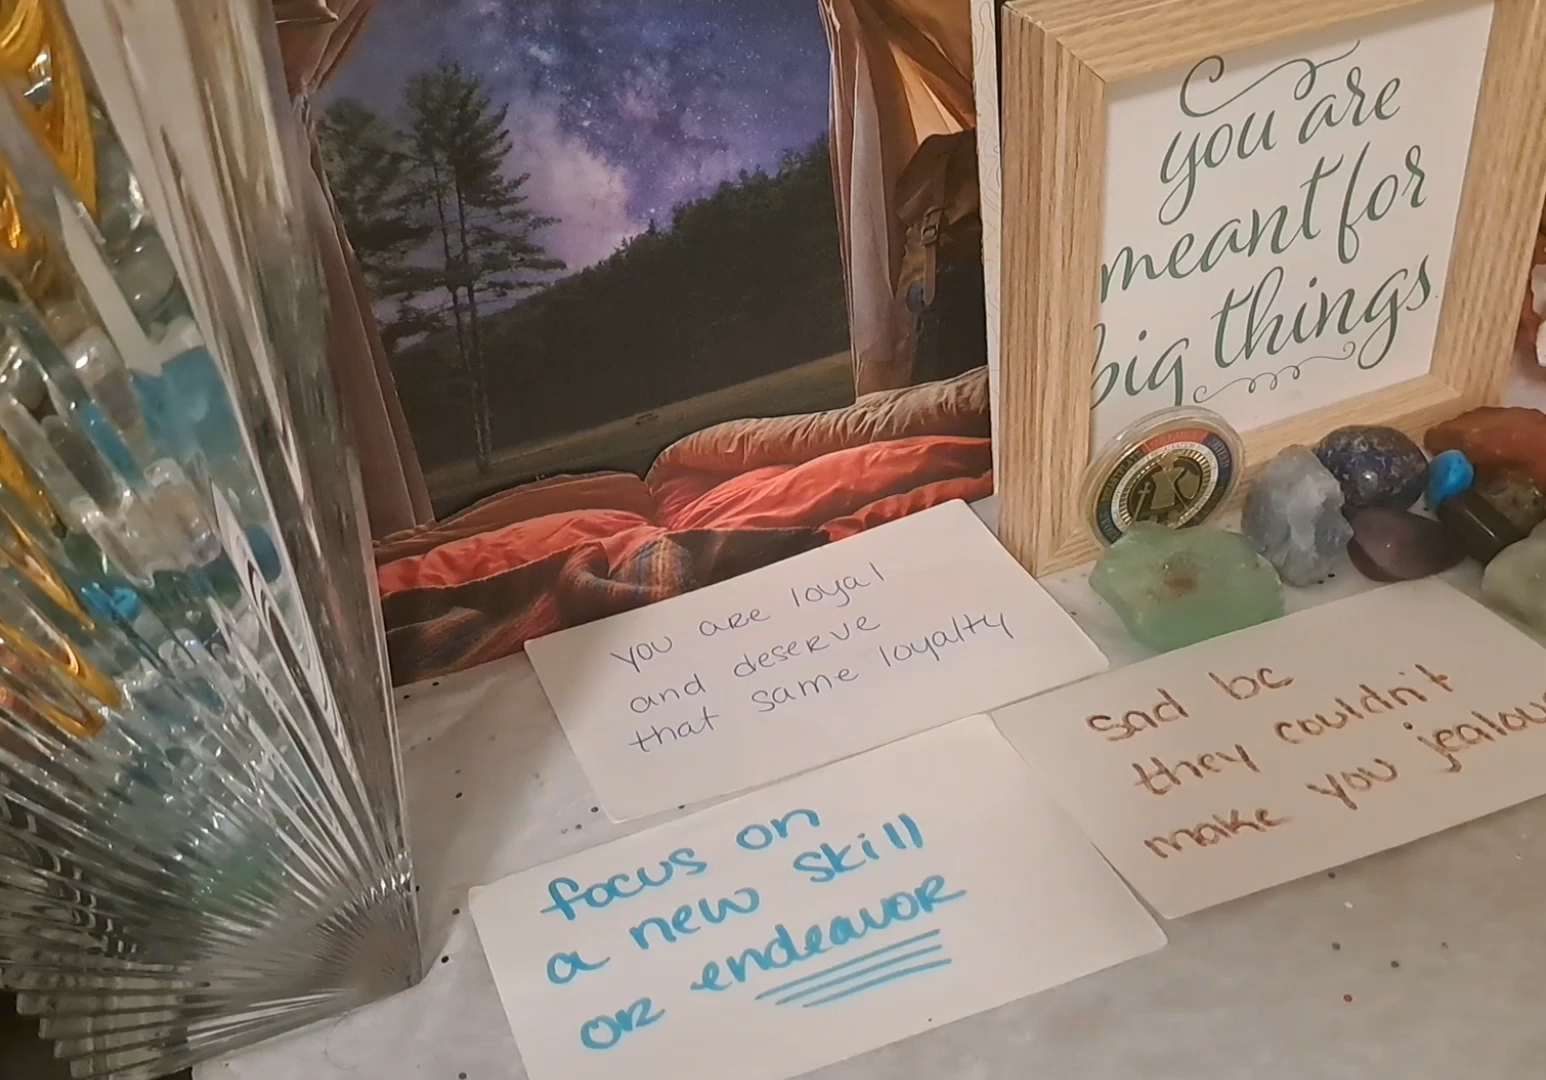 you are
meant for
big things
you are loyal
and deserve
that same loyalty
sad bc
they couldn't
make you jealou
focus on
a new skill
or endeavor